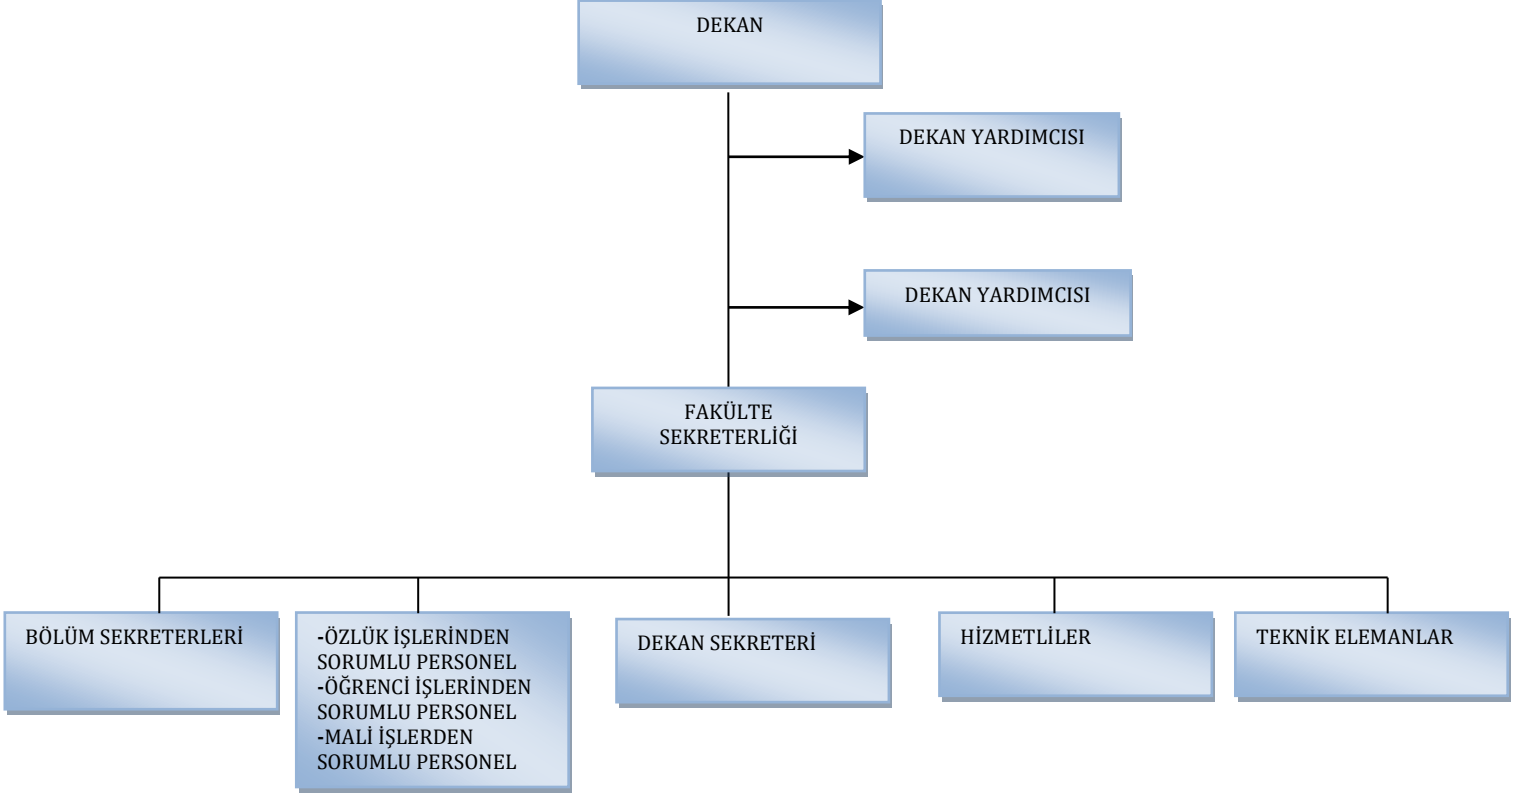 DEKAN
DEKAN YARDIMCISI
DEKAN YARDIMCISI
FAKÜLTE
SEKRETERLİĞİ
BÖLÜM SEKRETERLERİ
-ÖZLÜK İŞLERİNDEN
SORUMLU PERSONEL
-ÖĞRENCİ İŞLERİNDEN
SORUMLU PERSONEL
-MALİ İŞLERDEN
SORUMLU PERSONEL
DEKAN SEKRETERİ
HİZMETLİLER
TEKNİK ELEMANLAR